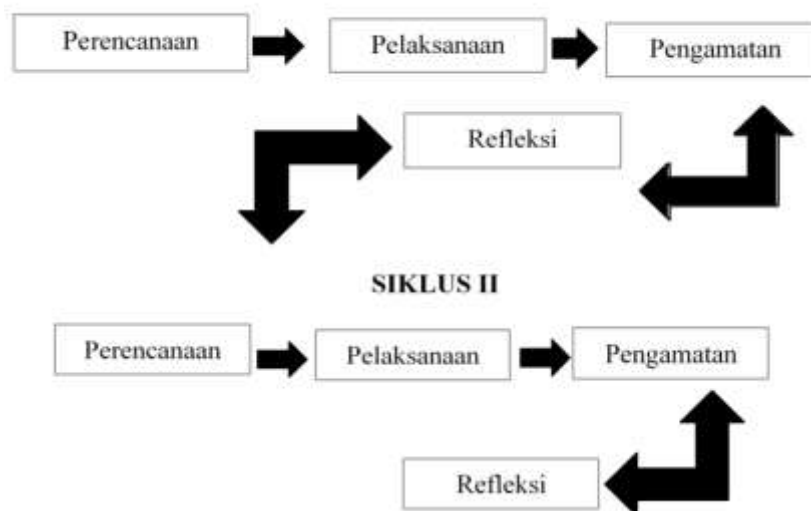 Perencanaan
Pelaksanaan
Pengamatan
Refleksi
SIKLUS II
Perencanaan
Pelaksanaan
Pengamatan
Refleksi